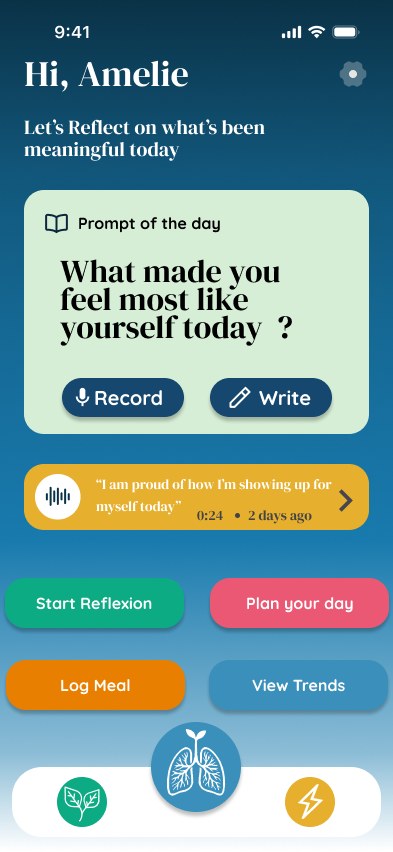 9:41
Hi, Amelie
Let's Reflect on what's been
meaningful today
Prompt of the day
What made you
feel most like
yourself today ?
Record
Write
“I am proud of how I'm showing up for
myself today”
0:24 • 2 days ago
Start Reflexion
Plan your day
Log Meal
View Trends